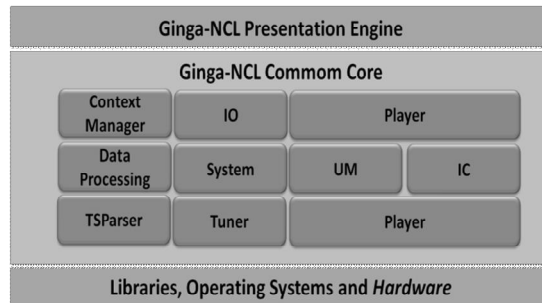 Ginga-NCL Presentation Engine
Ginga-NCL Commom Core
Context
Manager
IO
Player
Data
Processing
System
UM
IC
TSParser
Tuner
Player
Libraries, Operating Systems and Hardware